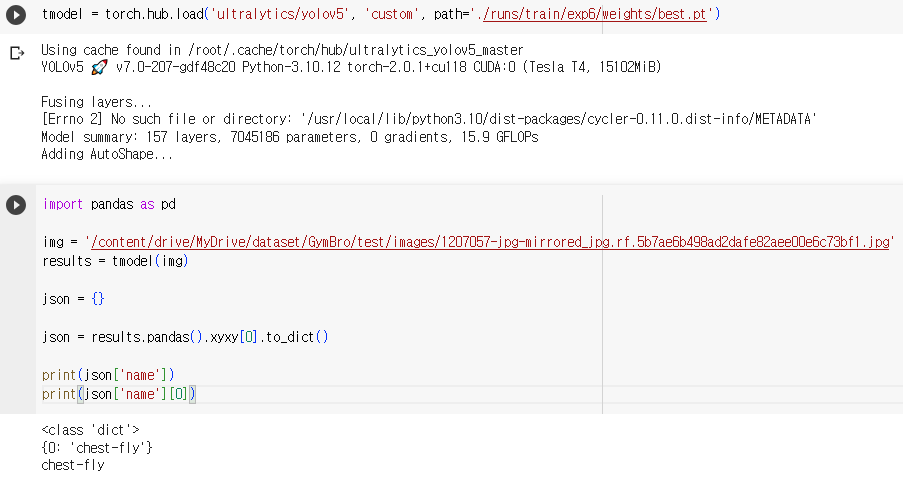 tmodel = torch.hub.load('ultralytics/yolov5', 'custom', path='./runs/train/exp6/weights/best.pt')
Using cache found in /root/.cache/torch/hub/ultralytics_yolov5_master
YOLOv5 🚀 v7.0-207-gdf48c20 Python-3.10.12 torch-2.0.1+cu118 CUDA:0 (Tesla T4, 15102MiB)
Fusing layers...
[Errno 2] No such file or directory: '/usr/local/lib/python3.10/dist-packages/cycler-0.11.0.dist-info/METADATA'
Model summary: 157 layers, 7045186 parameters, 0 gradients, 15.9 GFLOPs
Adding AutoShape...
import pandas as pd
img = '/content/drive/MyDrive/dataset/GymBro/test/images/1207057-jpg-mirrored_jpg.rf.5b7ae6b498ad2dafe82aee00e6c73bf1.jpg'
results = tmodel(img)
json = {}
json = results.pandas().xyxy[0].to_dict()
print(json['name'])
print(json['name'][0])
<class 'dict'>
{0: 'chest-fly'}
chest-fly